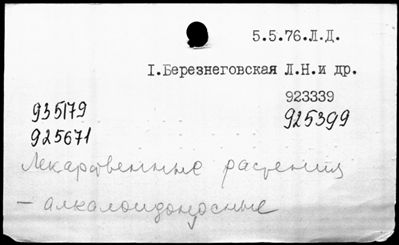 5.5.76.Л.Д.
I.Березнеговская Л.Н.и др.
923339
935179 925399
925671
Лекарственные растения
– алкалоидоносные